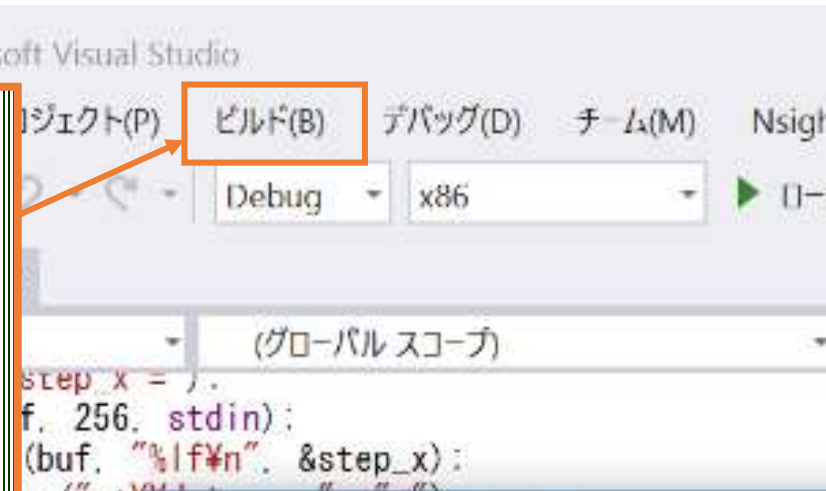 soft Visual Studio
ロジェクト(P) ビルド(B) デバッグ(D) チーム(M) Nsigh
Debug x86 ロー
(グローバル スコープ)
step_x =
f, 256, stdin);
(buf, "%lf¥n", &step_x);